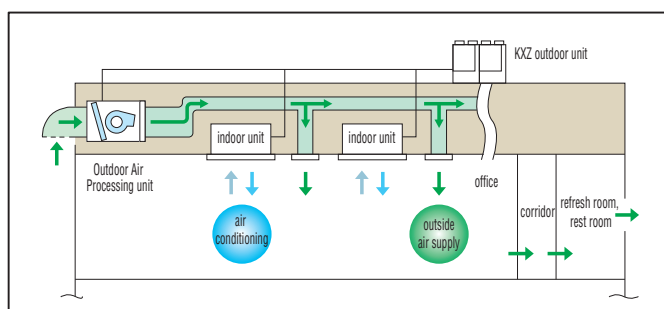 KXZ outdoor unit
indoor unit
indoor unit
Outdoor Air
Processing unit
office
air
conditioning
outside
air supply
corridor
refresh room,
rest room